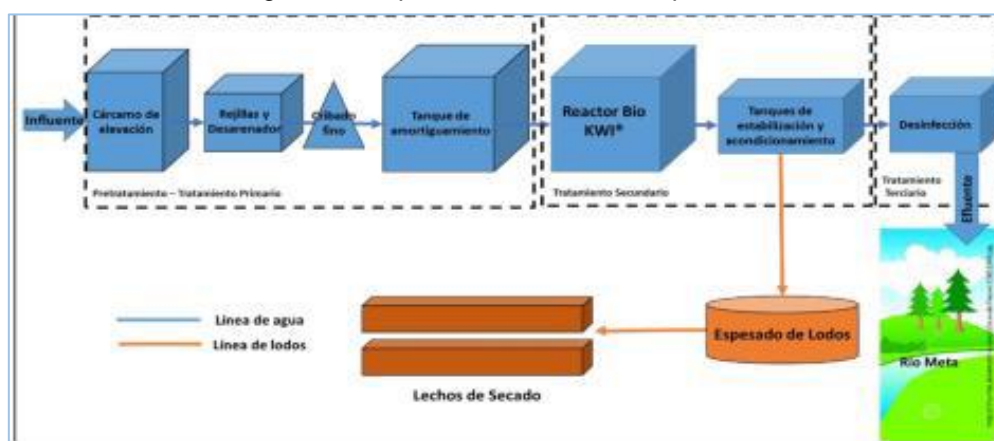 Influente
Cárcamo de
elevación
Rejillas y
Desarenador
Cribado
fino
Tanque de
amortiguamiento
Pretratamiento – Tratamiento Primario
Reactor Bio
KWI®
Tanques de
estabilización y
acondicionamiento
Tratamiento Secundario
Desinfección
Tratamiento
Terciario
Efluente
Línea de agua
Línea de lodos
Lechos de Secado
Espesado de Lodos
Río Meta